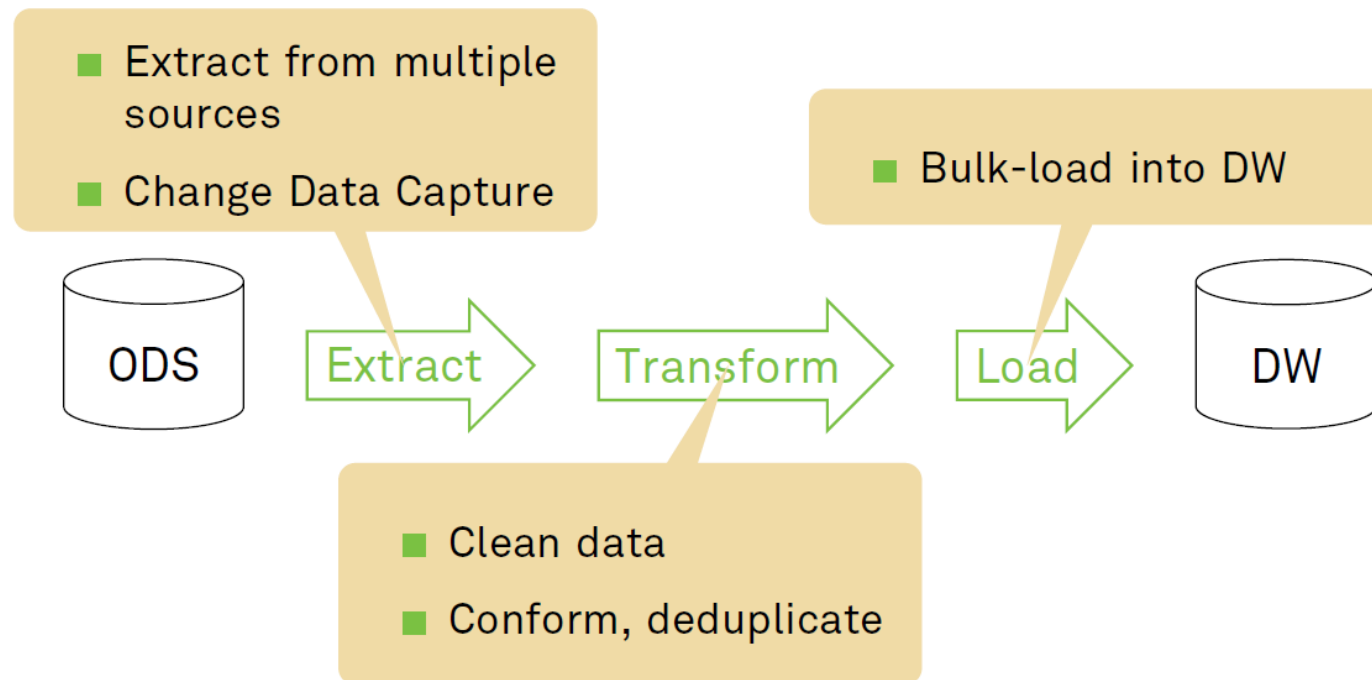 Extract from multiple
sources
Change Data Capture
Bulk-load into DW
ODS
Extract
Transform
Load
DW
Clean data
Conform, deduplicate